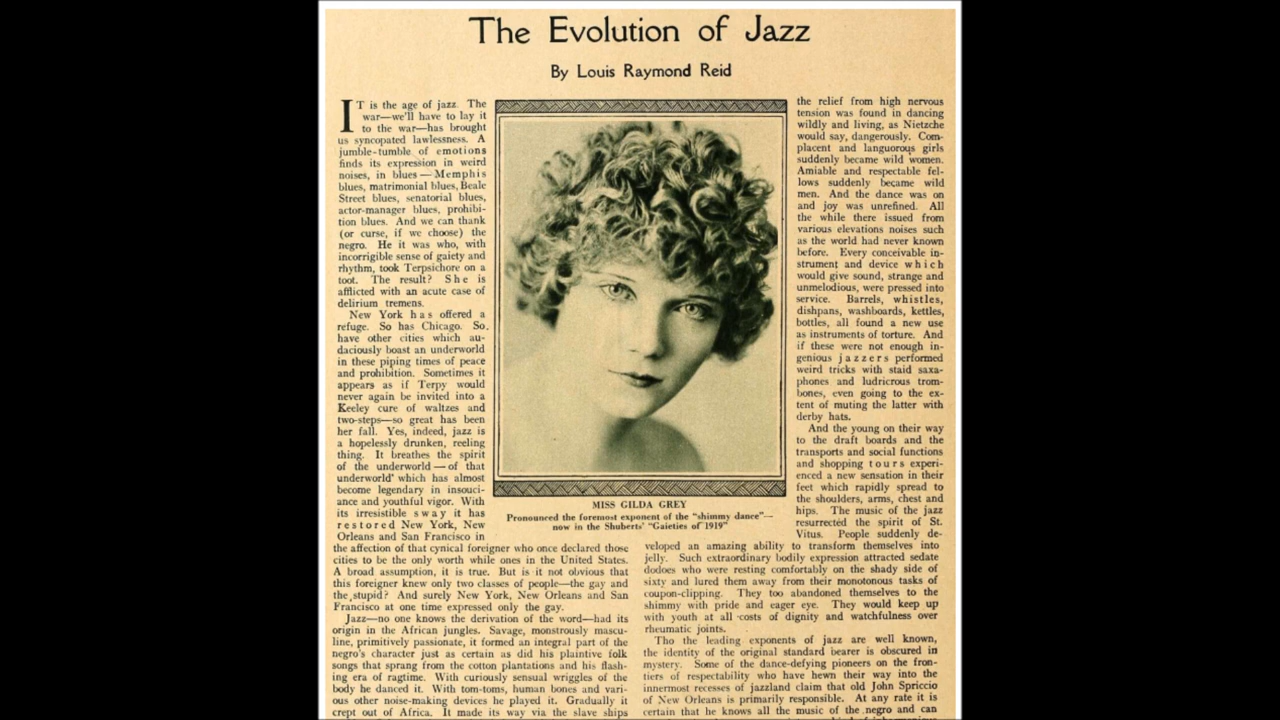 The Evolution of Jazz
By Louis Raymond Reid
IT is the age of jazz. The
war—we'll have to lay it
to the war—has brought
us syncopated lawlessness. A
jumble-tumble of emotions
finds its expression in weird
noises, in blues—Memphis
blues, matrimonial blues, Beale
Street blues, senatorial blues,
actor-manager blues, prohibi-
tion blues. And we can thank
(or curse, if we choose) the
negro. He it was who, with
incorrigible sense of gaiety and
rhythm, took Terpsichore on a
toot. The result? She is
afflicted with an acute case of
delirium tremens.
New York has offered a
refuge. So has Chicago. So.
have other cities which au-
daciously boast an underworld
in these piping times of peace
and prohibition. Sometimes it
appears as if Terpy would
never again be invited into a
Keeley cure of waltzes and
two-steps—so great has been
her fall. Yes, indeed, jazz is
a hopelessly drunken, reeling
thing. It breathes the spirit
of the underworld—of that
underworld which has almost
become legendary in insouci-
ance and youthful vigor. With
its irresistible sway it has
restored New York, New
Orleans and San Francisco in
the affection of that cynical foreigner who once declared those
cities to be the only worth while ones in the United States.
A broad assumption, it is true. But is it not obvious that
this foreigner knew only two classes of people—the gay and
the stupid? And surely New York, New Orleans and San
Francisco at one time expressed only the gay.
Jazz—no one knows the derivation of the word—had its
origin in the African jungles. Savage, monstrously mascu-
line, primitively passionate, it formed an integral part of the
negro's character just as certain as did his plaintive folk
songs that sprang from the cotton plantations and his flash-
ing era of ragtime. With curiously sensual wriggles of the
body he danced it. With tom-toms, human bones and vari-
ous other noise-making devices he played it. Gradually it
crept out of Africa. It made its way via the slave ships
MISS GILDA GREY
Pronounced the foremost exponent of the "shimmy dance"—
now in the Shuberts' "Gaieties of 1919"
the relief from high nervous
tension was found in dancing
wildly and living, as Nietzche
would say, dangerously. Com-
placent and languorous girls
suddenly became wild women.
Amiable and respectable fel-
lows suddenly became wild
men. And the dance was on
and joy was unrefined. All
the while there issued from
various elevations noises such
as the world had never known
before. Every conceivable in-
strument and device which
would give sound, strange and
unmelodious, were pressed into
service. Barrels, whistles,
dishpans, washboards, kettles,
bottles, all found a new use
as instruments of torture. And
if these were not enough in-
genious jazzers performed
weird tricks with staid saxa-
phones and ludricrous trom-
bones, even going to the ex-
tent of muting the latter with
derby hats.
And the young on their way
to the draft boards and the
transports and social functions
and shopping tours experi-
enced a new sensation in their
feet which rapidly spread to
the shoulders, arms, chest and
hips. The music of the jazz
resurrected the spirit of St.
Vitus. People suddenly de-
veloped an amazing ability to transform themselves into
jelly. Such extraordinary bodily expression attracted sedate
dodoes who were resting comfortably on the shady side of
sixty and lured them away from their monotonous tasks of
coupon-clipping. They too abandoned themselves to the
shimmy with pride and eager eye. They would keep up
with youth at all costs of dignity and watchfulness over
rheumatic joints.
Tho the leading exponents of jazz are well known,
the identity of the original standard bearer is obscured in
mystery. Some of the dance-defying pioneers on the fron-
tiers of respectability who have hewn their way into the
innermost recesses of jazzland claim that old John Spriccio
of New Orleans is primarily responsible. At any rate it is
certain that he knows all the music of the negro and can